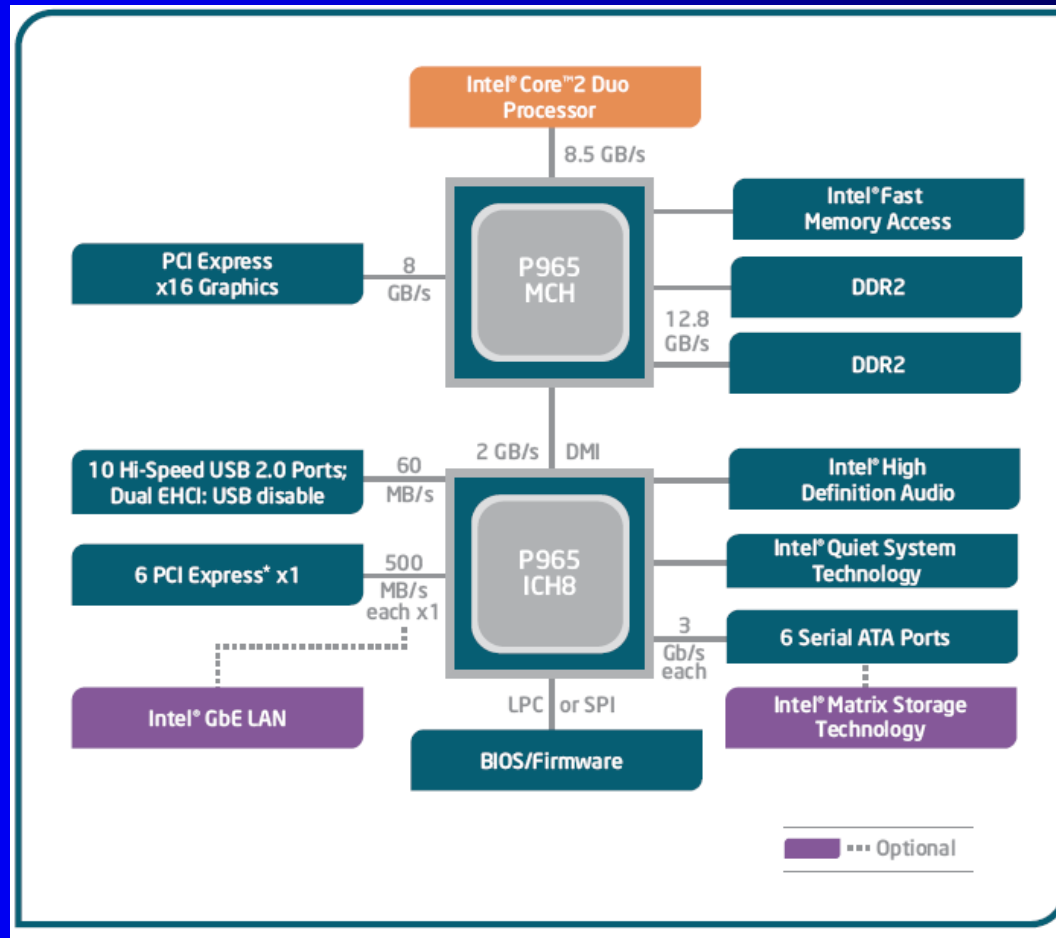 Intel® Core™2 Duo
Processor
8.5 GB/s
Intel® Fast
Memory Access
P965
MCH
PCI Express
x16 Graphics
8
GB/s
DDR2
12.8
GB/s
DDR2
2 GB/s DMI
10 Hi-Speed USB 2.0 Ports;
Dual EHCI: USB disable
60
MB/s
Intel® High
Definition Audio
P965
ICH8
Intel® Quiet System
Technology
6 PCI Express* x1
500
MB/s
each x1
3
Gb/s
each
6 Serial ATA Ports
Intel® GbE LAN
LPC or SPI
Intel® Matrix Storage
Technology
BIOS/Firmware
Optional